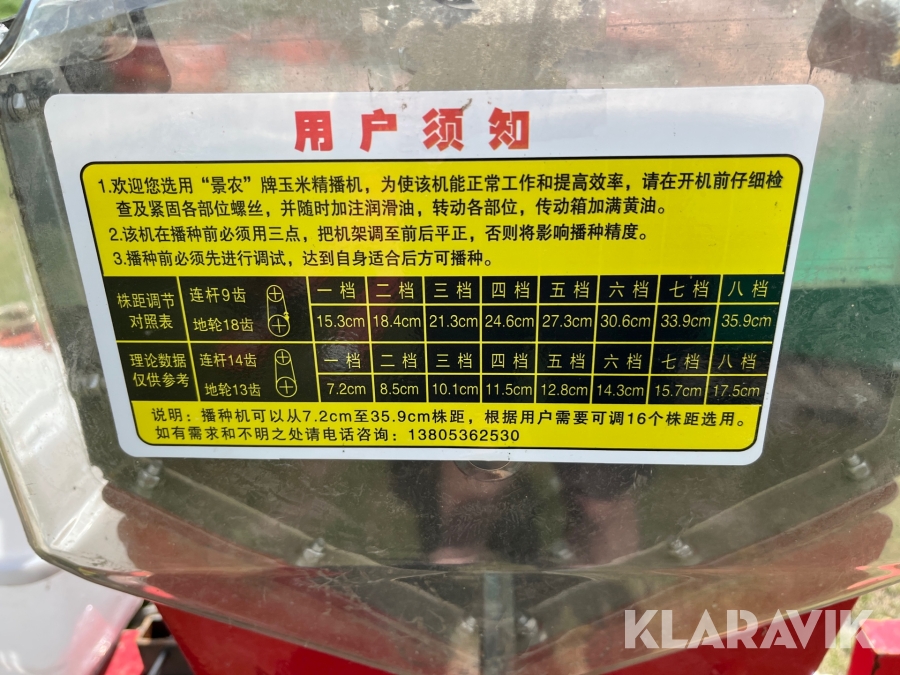 用户须知
1.欢迎您选用“景农”牌玉米精播机，为使该机能正常工作和提高效率，请在开机前仔细检
查及紧固各部位螺丝，并随时加注润滑油，转动各部位，传动箱加满黄油。
2.该机在播种前必须用三点，把机架调至前后平正，否则将影响播种精度。
3.播种前必须先进行调试，达到自身适合后方可播种。
株距调节
对照表
连杆9齿 一档 二档 三档 四档 五档 六档 七档 八档
地轮18齿 15.3cm 18.4cm 21.3cm 24.6cm 27.3cm 30.6cm 33.9cm 35.9cm
理论数据
仅供参考
连杆14齿 一档 二档 三档 四档 五档 六档 七档 八档
地轮13齿 7.2cm 8.5cm 10.1cm 11.5cm 12.8cm 14.3cm 15.7cm 17.5cm
说明：播种机可以从7.2cm至35.9cm株距，根据用户需要可调16个株距选用。
如有需求和不明之处请电话咨询：13805362530
KLARAVIK